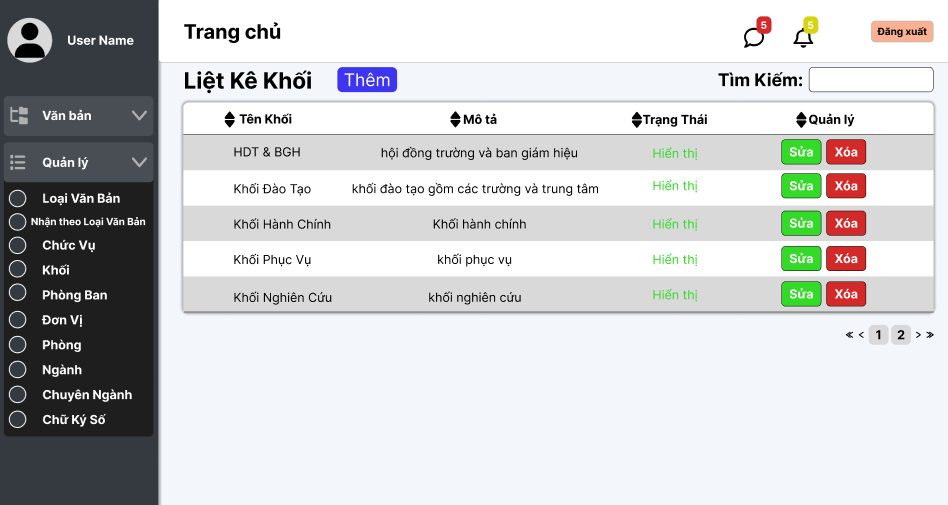 User Name
Trang chủ
5
5
Đăng xuất
Liệt Kê Khối
Thêm
Tìm Kiếm:
Văn bản
Quản lý
Loại Văn Bản
Nhận theo Loại Văn Bản
Chức Vụ
Khối
Phòng Ban
Đơn Vị
Phòng
Ngành
Chuyên Ngành
Chữ Ký Số
Tên Khối Mô tả Trạng Thái Quản lý
HDT & BGH hội đồng trường và ban giám hiệu Hiển thị Sửa Xóa
Khối Đào Tạo khối đào tạo gồm các trường và trung tâm Hiển thị Sửa Xóa
Khối Hành Chính Khối hành chính Hiển thị Sửa Xóa
Khối Phục Vụ khối phục vụ Hiển thị Sửa Xóa
Khối Nghiên Cứu khối nghiên cứu Hiển thị Sửa Xóa
« < 1 2 > »